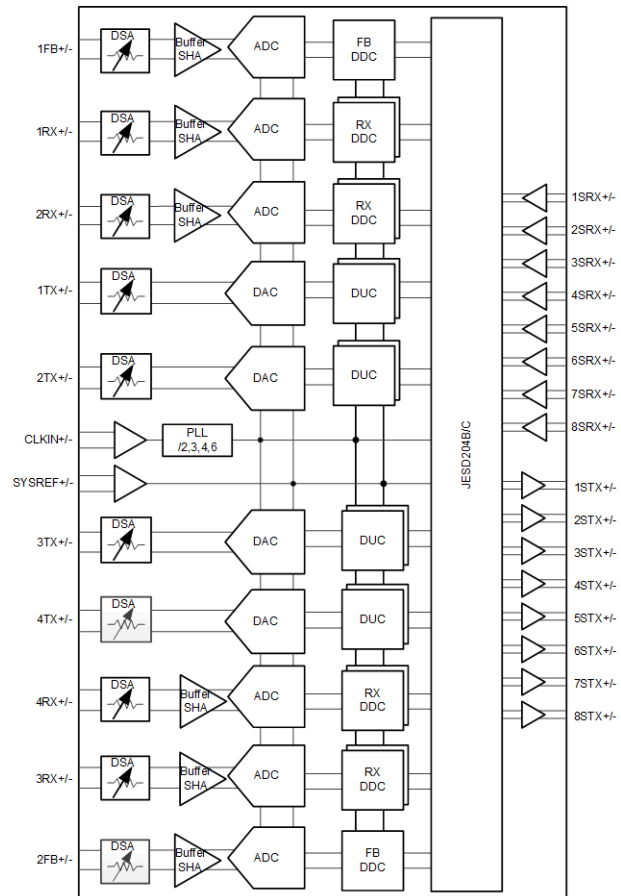 1FB+/-
DSA
Buffer
SHA
ADC
FB
DDC
1RX+/-
DSA
Buffer
SHA
ADC
RX
DDC
2RX+/-
DSA
Buffer
SHA
ADC
RX
DDC
1TX+/-
DSA
DAC
DUC
2TX+/-
DSA
DAC
DUC
CLKIN+/-
PLL
/2,3,4,6
SYSREF+/-
3TX+/-
DSA
DAC
DUC
4TX+/-
DSA
DAC
DUC
4RX+/-
DSA
Buffer
SHA
ADC
RX
DDC
3RX+/-
DSA
Buffer
SHA
ADC
RX
DDC
2FB+/-
DSA
Buffer
SHA
ADC
FB
DDC
JESD204B/C
1SRX+/-
2SRX+/-
3SRX+/-
4SRX+/-
5SRX+/-
6SRX+/-
7SRX+/-
8SRX+/-
1STX+/-
2STX+/-
3STX+/-
4STX+/-
5STX+/-
6STX+/-
7STX+/-
8STX+/-